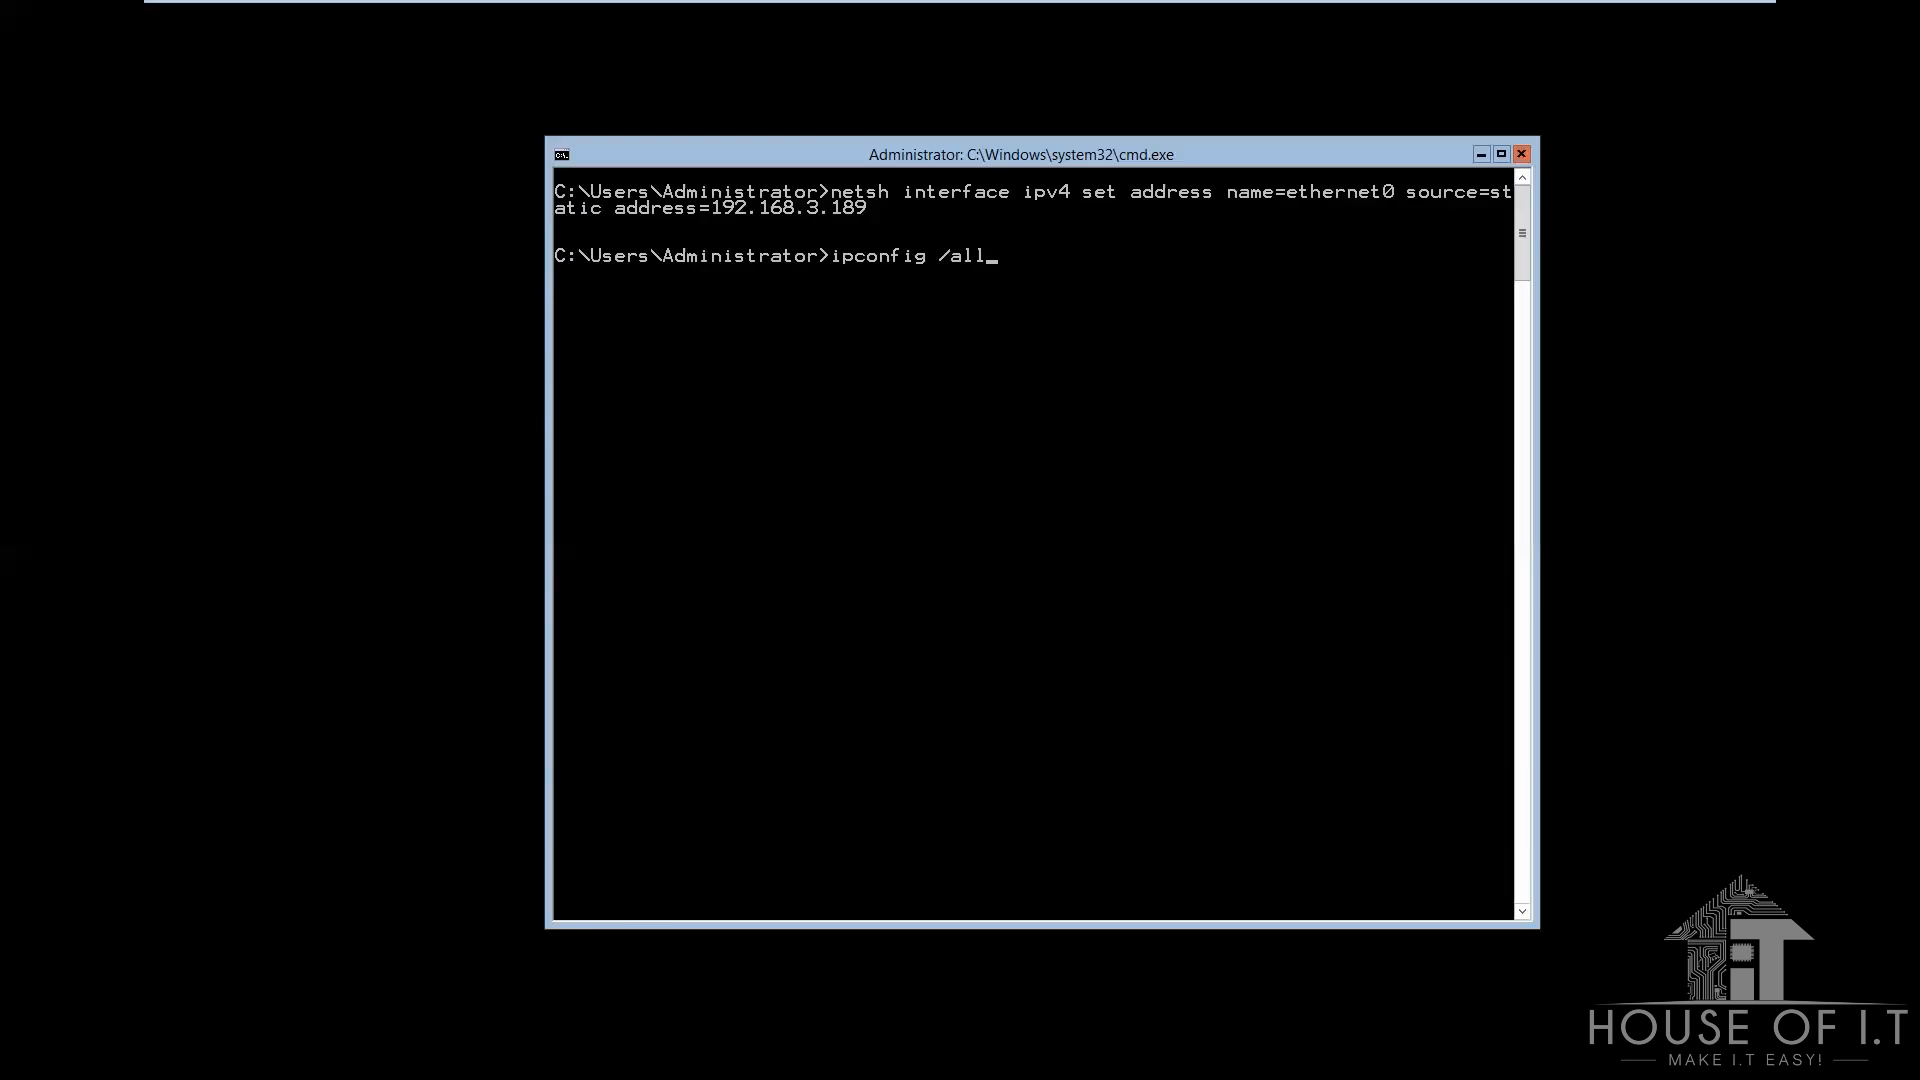 Administrator: C:\Windows\system32\cmd.exe
C:\Users\Administrator>netsh interface ipv4 set address name=ethernet0 source=st
atic address=192.168.3.189
C:\Users\Administrator>ipconfig /all_
iT
HOUSE OF I.T
MAKE I.T EASY!